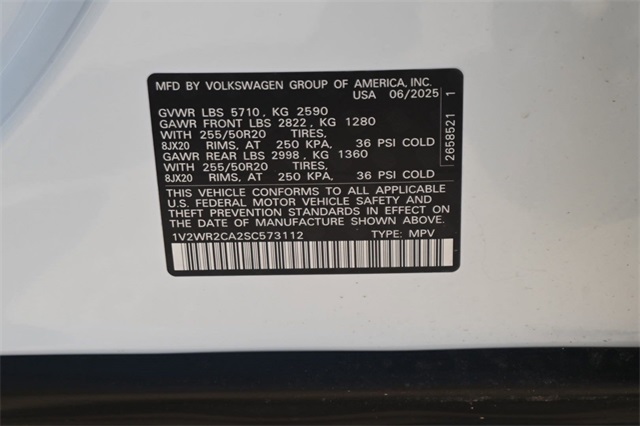 MFD BY VOLKSWAGEN GROUP OF AMERICA, INC.
USA 06/2025
GVWR LBS 5710, KG 2590
GAWR FRONT LBS 2822, KG 1280
WITH 255/50R20 TIRES,
8JX20 RIMS, AT 250 KPA, 36 PSI COLD
GAWR REAR LBS 2998, KG 1360
WITH 255/50R20 TIRES,
8JX20 RIMS, AT 250 KPA, 36 PSI COLD
THIS VEHICLE CONFORMS TO ALL APPLICABLE
U.S. FEDERAL MOTOR VEHICLE SAFETY AND
THEFT PREVENTION STANDARDS IN EFFECT ON
THE DATE OF MANUFACTURE SHOWN ABOVE.
1V2WR2CA2SC573112 TYPE: MPV
2658521 1